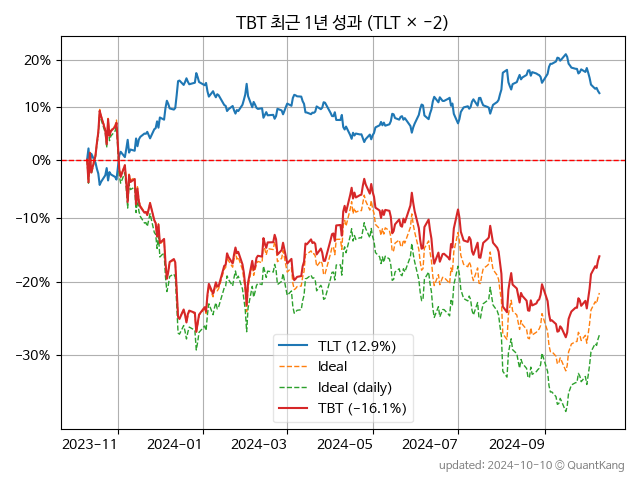 TBT 최근 1년 성과 (TLT × −2)
20%
10%
0%
−10%
−20%
−30%
TLT (12.9%)
Ideal
Ideal (daily)
TBT (−16.1%)
2023−11 2024−01 2024−03 2024−05 2024−07 2024−09
updated: 2024-10-10 © QuantKang